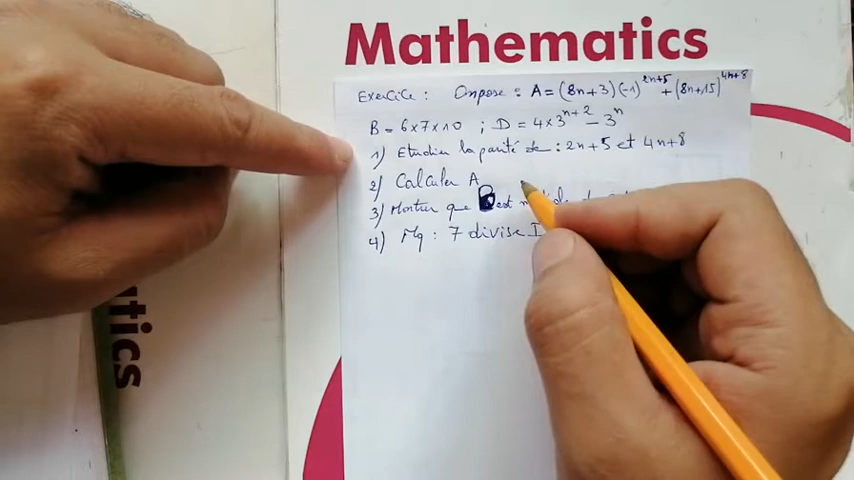 Mathematics
Exercice : On pose : A = (8n+3)(-1)^{2n+5} + (8n+15)^{4n+8}
B = 6×7×10 ; D = 4×3^{n+2} - 3^n
1) Etudier la parité de : 2n+5 et 4n+8
2) Calculer A
3) Montrer que B est
4) Mq : 7 divise D
tics